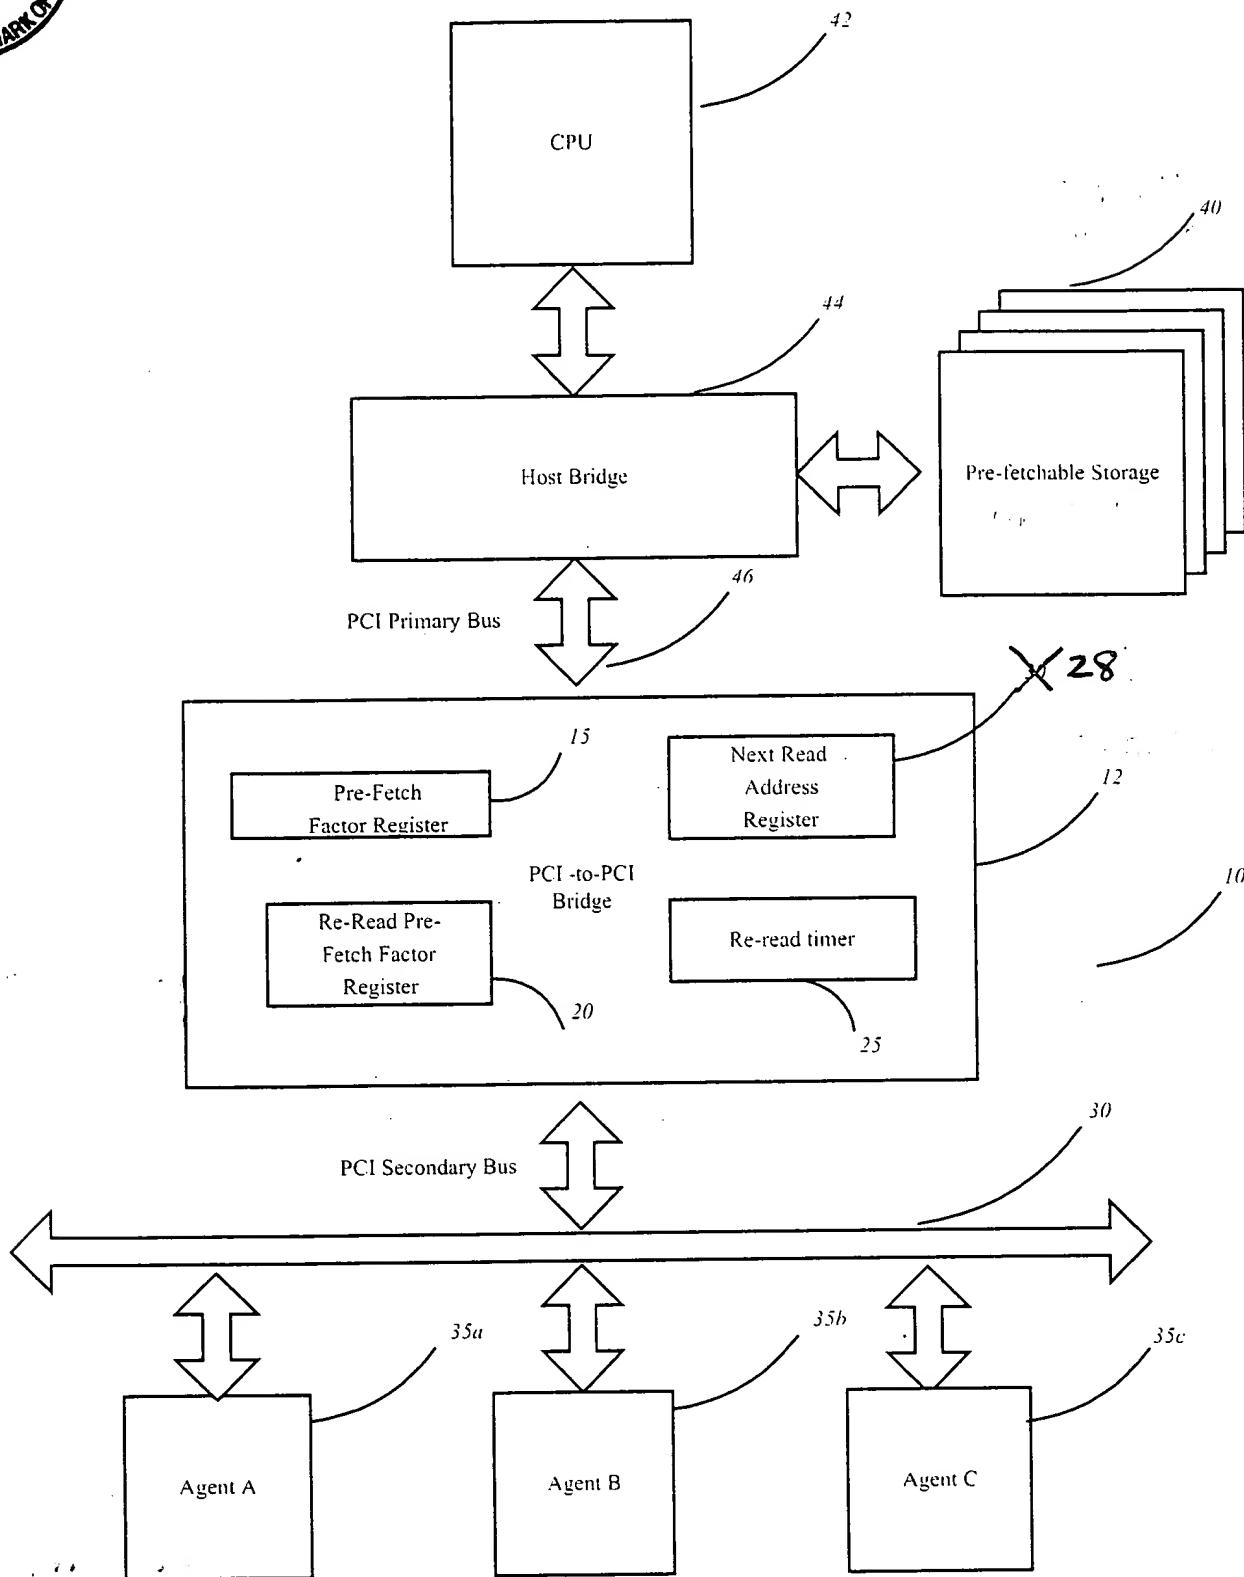 42
CPU
40
44
Host Bridge
Pre-fetchable Storage
46
PCI Primary Bus
28
15
Next Read
Address
Register
Pre-Fetch
Factor Register
12
PCI -to-PCI
Bridge
10
Re-Read Pre-
Fetch Factor
Register
Re-read timer
20
25
30
PCI Secondary Bus
35a
35b
35c
Agent A
Agent B
Agent C